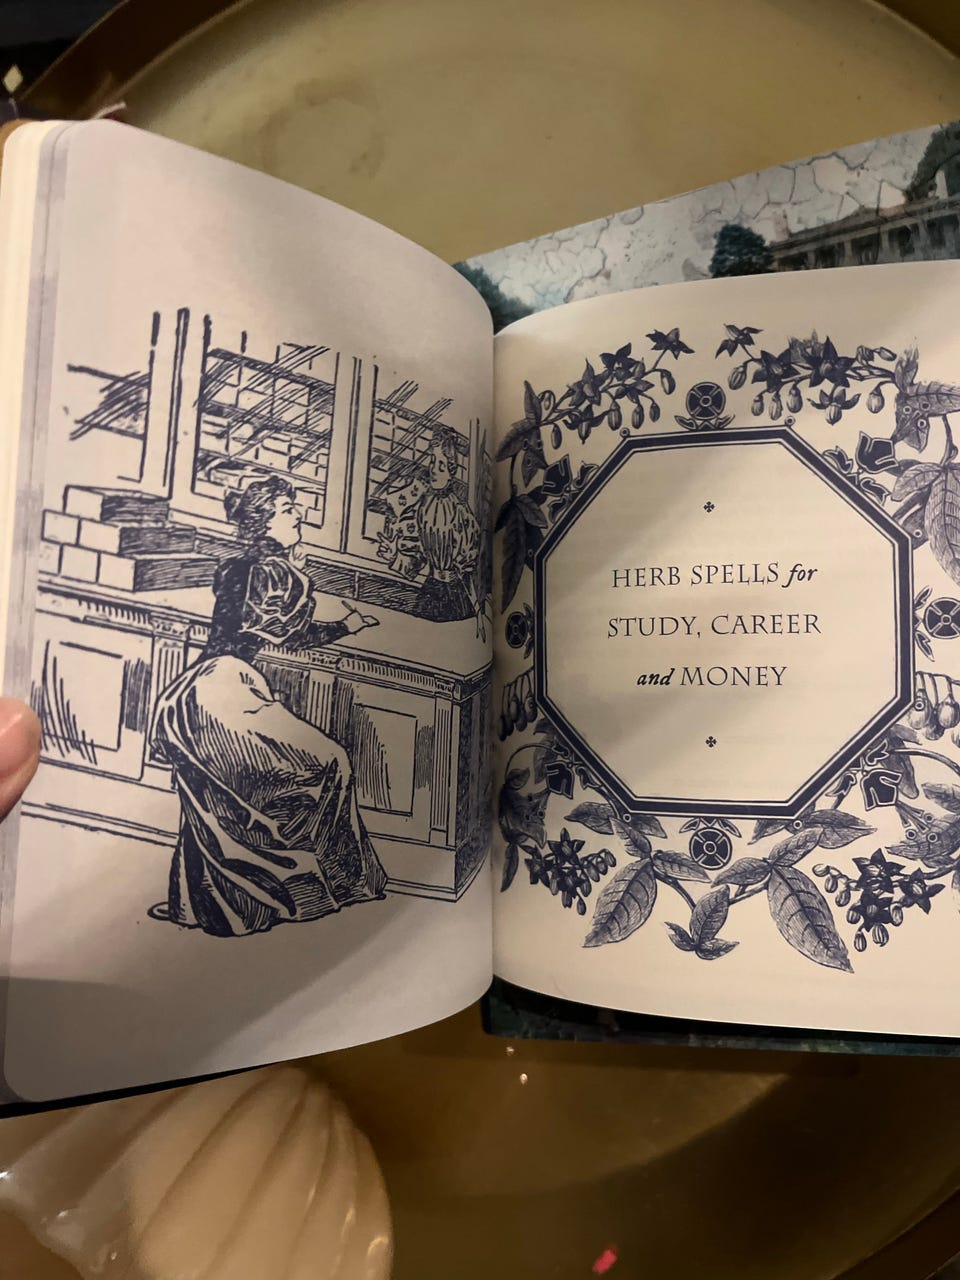 HERB SPELLS for
STUDY, CAREER
and MONEY